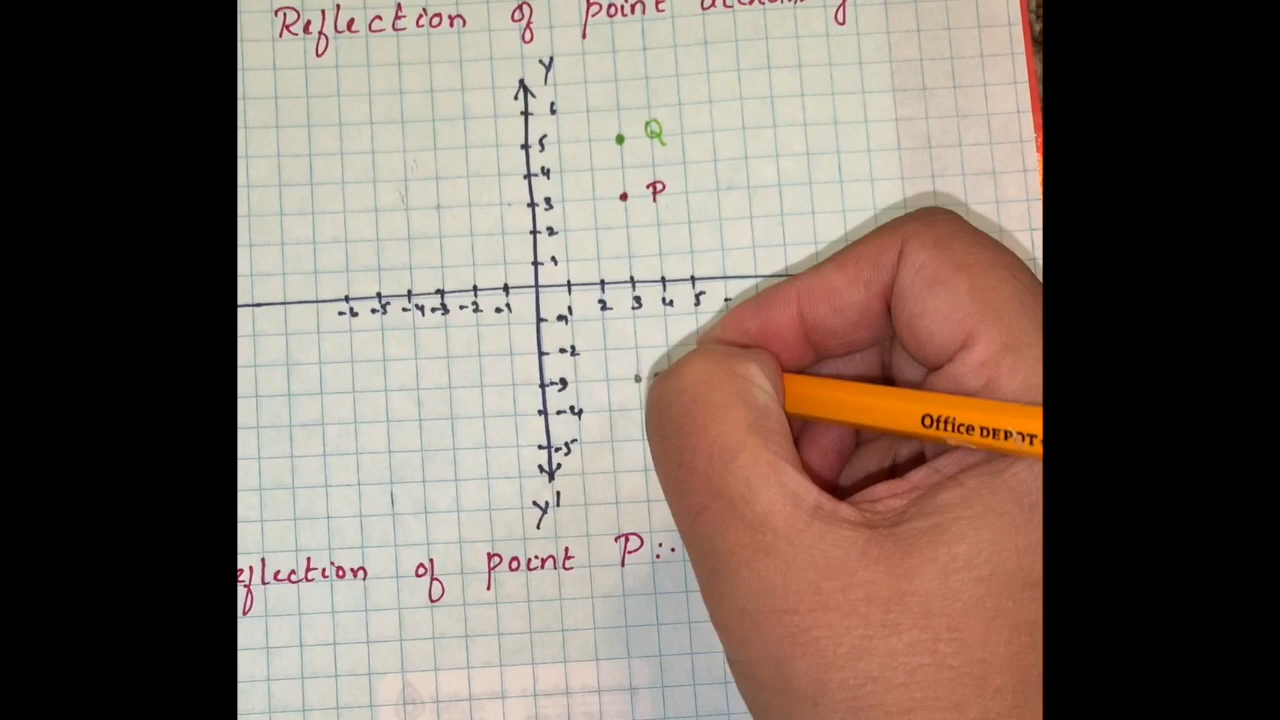 Reflection of point
Y
6
5
4
3
2
1
Q
P
-6 -5 -4 -3 -2 -1 1 2 3 4 5
-1
-2
-3
-4
-5
Y'
eflection of point P:.
Office DEPOT